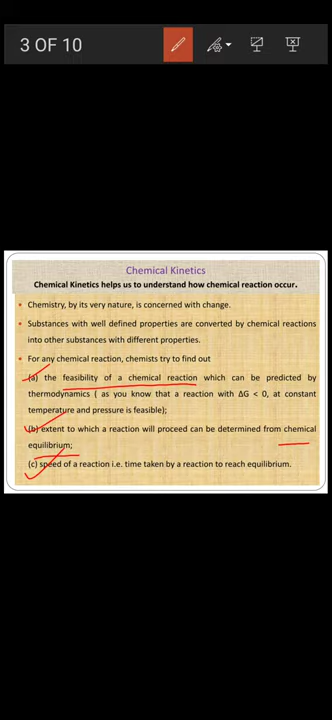 3 OF 10
Chemical Kinetics
Chemical Kinetics helps us to understand how chemical reaction occur.
• Chemistry, by its very nature, is concerned with change.
• Substances with well defined properties are converted by chemical reactions
into other substances with different properties.
• For any chemical reaction, chemists try to find out
(a) the feasibility of a chemical reaction which can be predicted by
thermodynamics ( as you know that a reaction with ΔG < 0, at constant
temperature and pressure is feasible);
(b) extent to which a reaction will proceed can be determined from chemical
equilibrium;
(c) speed of a reaction i.e. time taken by a reaction to reach equilibrium.